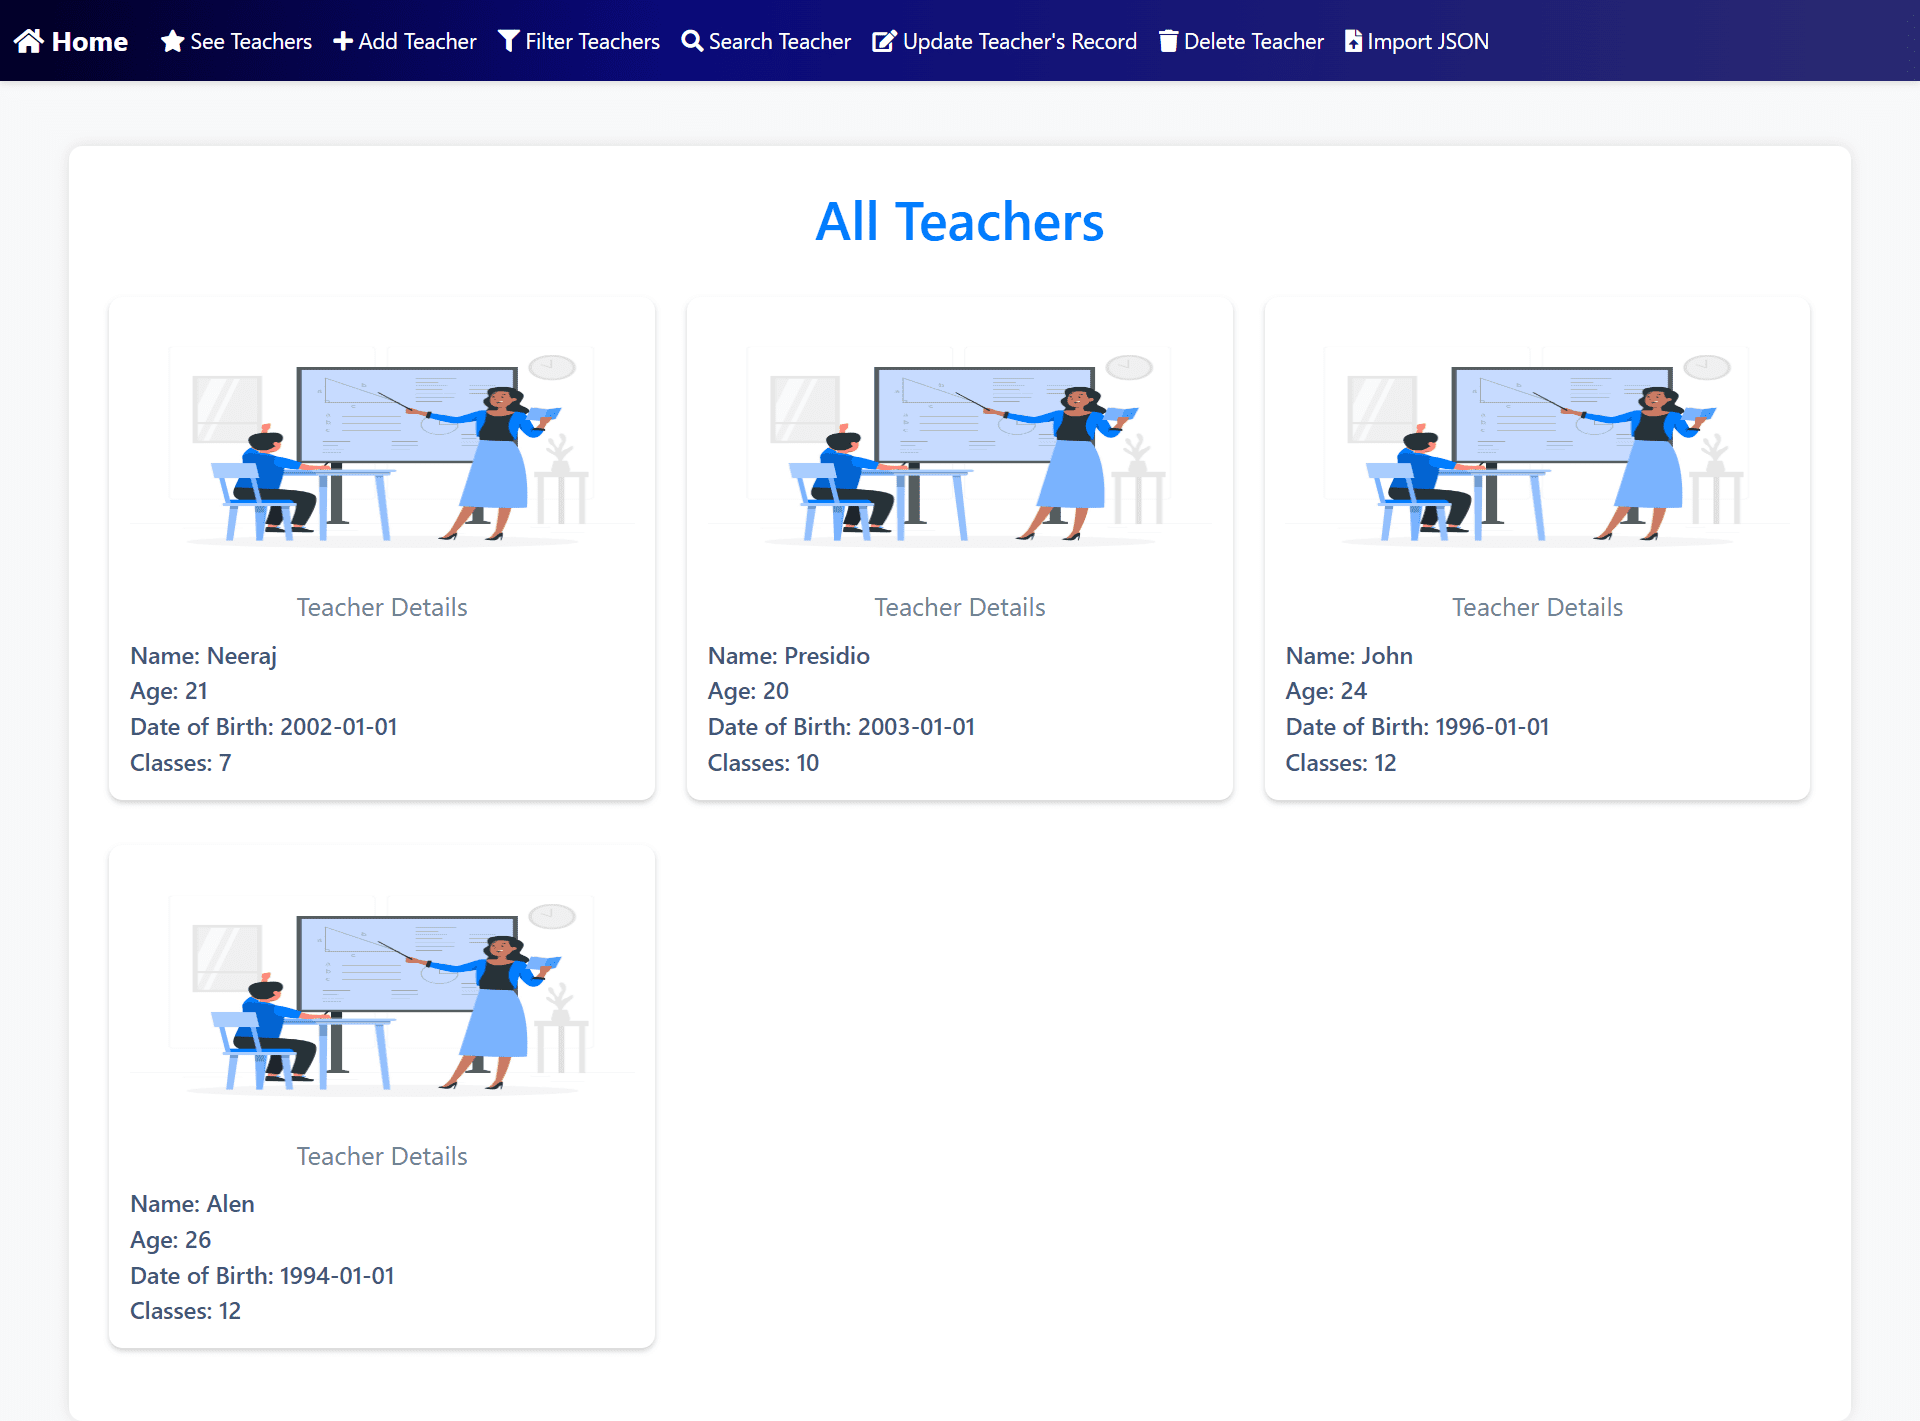 Home See Teachers Add Teacher Filter Teachers Search Teacher Update Teacher's Record Delete Teacher Import JSON
All Teachers
Teacher Details
Name: Neeraj
Age: 21
Date of Birth: 2002-01-01
Classes: 7
Teacher Details
Name: Presidio
Age: 20
Date of Birth: 2003-01-01
Classes: 10
Teacher Details
Name: John
Age: 24
Date of Birth: 1996-01-01
Classes: 12
Teacher Details
Name: Alen
Age: 26
Date of Birth: 1994-01-01
Classes: 12